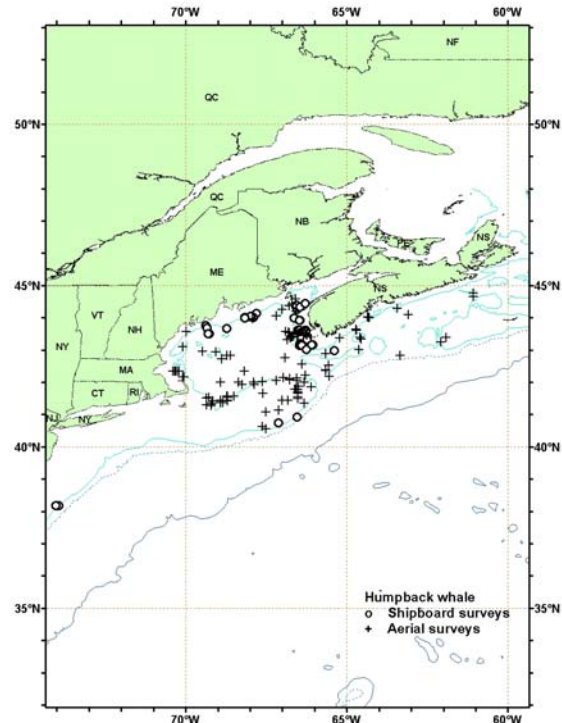 70°W 65°W 60°W
NF
QC
50°N 50°N
QC
NB
PE
NS
ME
NS
45°N 45°N
VT
NH
NY
MA
CT RI
NJ NY
40°N 40°N
35°N 35°N
Humpback whale
o Shipboard surveys
+ Aerial surveys
70°W 65°W 60°W